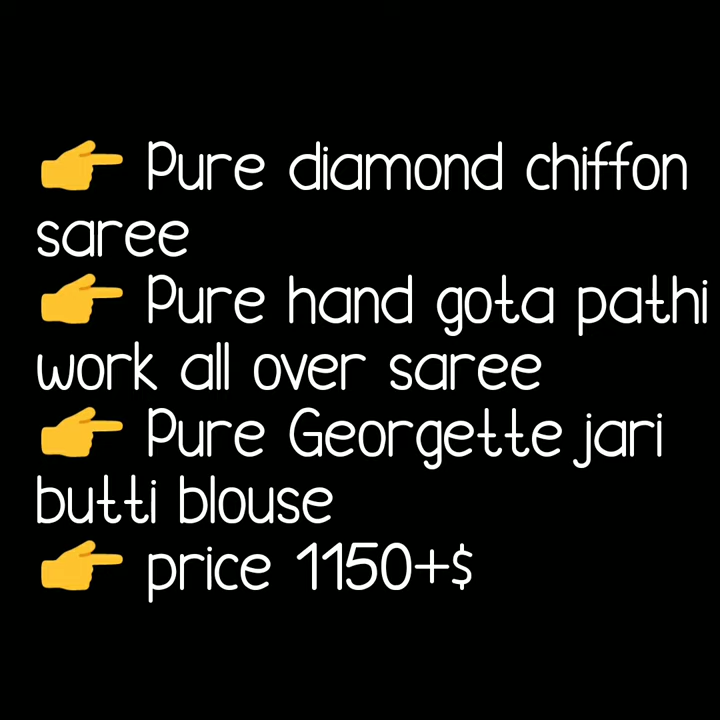 👉 Pure diamond chiffon
saree
👉 Pure hand gota pathi
work all over saree
👉 Pure Georgette jari
butti blouse
👉 price 1150+$